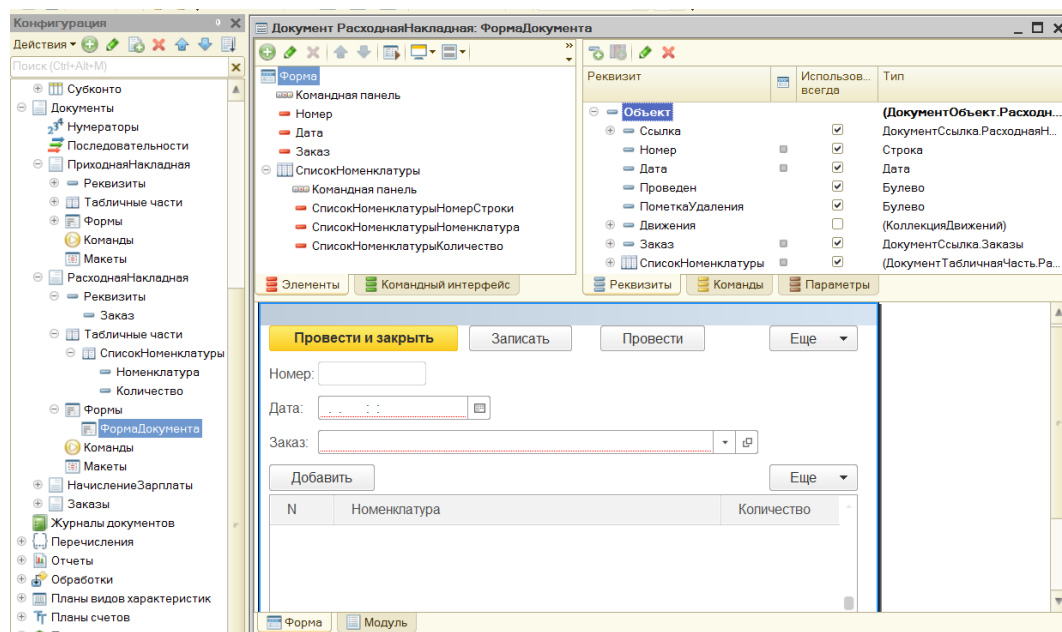 Конфигурация
Действия
Поиск (Ctrl+Alt+M)
Субконто
Документы
Нумераторы
Последовательности
ПриходнаяНакладная
Реквизиты
Табличные части
Формы
Команды
Макеты
РасходнаяНакладная
Реквизиты
Заказ
Табличные части
СписокНоменклатуры
Номенклатура
Количество
Формы
ФормаДокумента
Команды
Макеты
НачислениеЗарплаты
Заказы
Журналы документов
Перечисления
Отчеты
Обработки
Планы видов характеристик
Планы счетов
Документ РасходнаяНакладная: ФормаДокумента
Форма
Командная панель
Номер
Дата
Заказ
СписокНоменклатуры
Командная панель
СписокНоменклатурыНомерСтроки
СписокНоменклатурыНоменклатура
СписокНоменклатурыКоличество
Элементы Командный интерфейс
Реквизит Использов... всегда Тип
Объект (ДокументОбъект.Расходн...
Ссылка ДокументСсылка.РасходнаяН...
Номер Строка
Дата Дата
Проведен Булево
ПометкаУдаления Булево
Движения (КоллекцияДвижений)
Заказ ДокументСсылка.Заказы
СписокНоменклатуры (ДокументТабличнаяЧасть.Ра...
Реквизиты Команды Параметры
Провести и закрыть Записать Провести Еще
Номер:
Дата: . . : :
Заказ:
Добавить Еще
N Номенклатура Количество
Форма Модуль